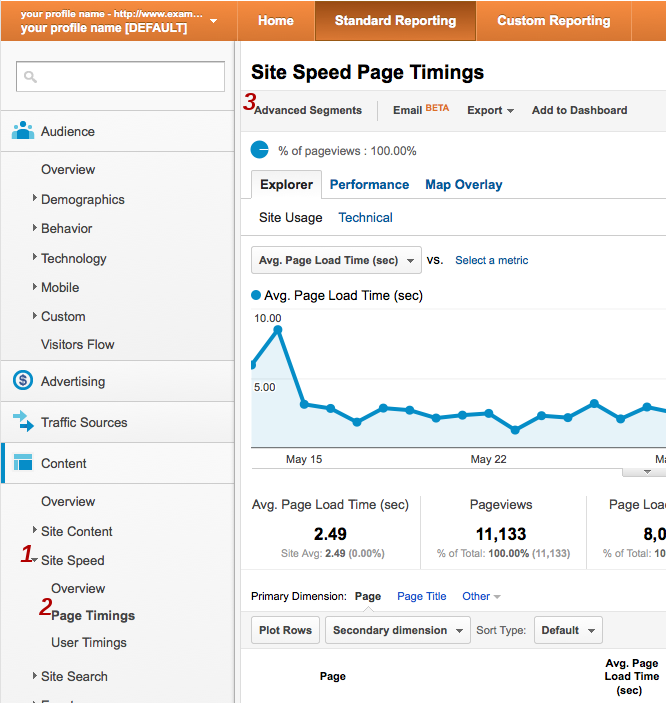 your profile name - http://www.exam...
your profile name [DEFAULT]
Home
Standard Reporting
Custom Reporting
Audience
Overview
Demographics
Behavior
Technology
Mobile
Custom
Visitors Flow
Advertising
Traffic Sources
Content
Overview
Site Content
1
Site Speed
Overview
2
Page Timings
User Timings
Site Search
Site Speed Page Timings
3
Advanced Segments
Email BETA
Export
Add to Dashboard
% of pageviews : 100.00%
Explorer
Performance
Map Overlay
Site Usage
Technical
Avg. Page Load Time (sec)
vs.
Select a metric
Avg. Page Load Time (sec)
10.00
5.00
May 15
May 22
Ma
Avg. Page Load Time (sec)
2.49
Site Avg: 2.49 (0.00%)
Pageviews
11,133
% of Total: 100.00% (11,133)
Page Loa
8,0
% of Total: 10
Primary Dimension: Page Page Title Other
Plot Rows
Secondary dimension
Sort Type:
Default
Page
Avg. Page
Load Time
(sec)